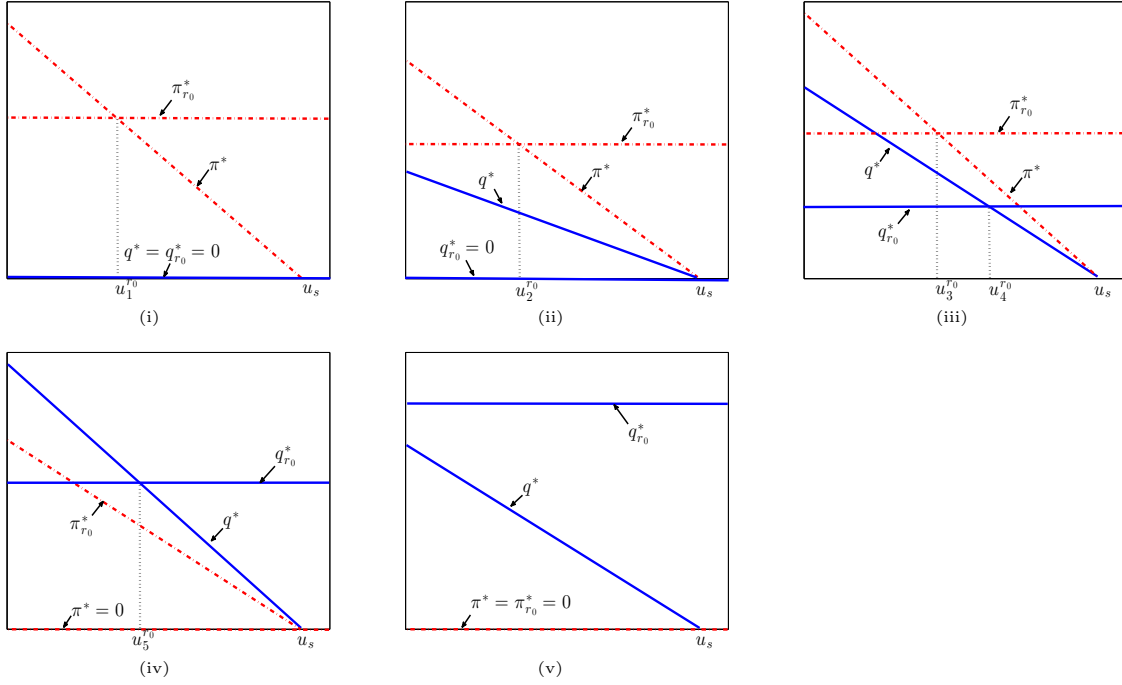 π*_{r_0}
π*
q* = q*_{r_0} = 0
u_1^{r_0}
u_s
(i)
π*_{r_0}
π*
q*
q*_{r_0} = 0
u_2^{r_0}
u_s
(ii)
π*_{r_0}
q*
π*
q*_{r_0}
u_3^{r_0}
u_4^{r_0}
u_s
(iii)
q*_{r_0}
π*_{r_0}
q*
π* = 0
u_5^{r_0}
u_s
(iv)
q*_{r_0}
q*
π* = π*_{r_0} = 0
u_s
(v)